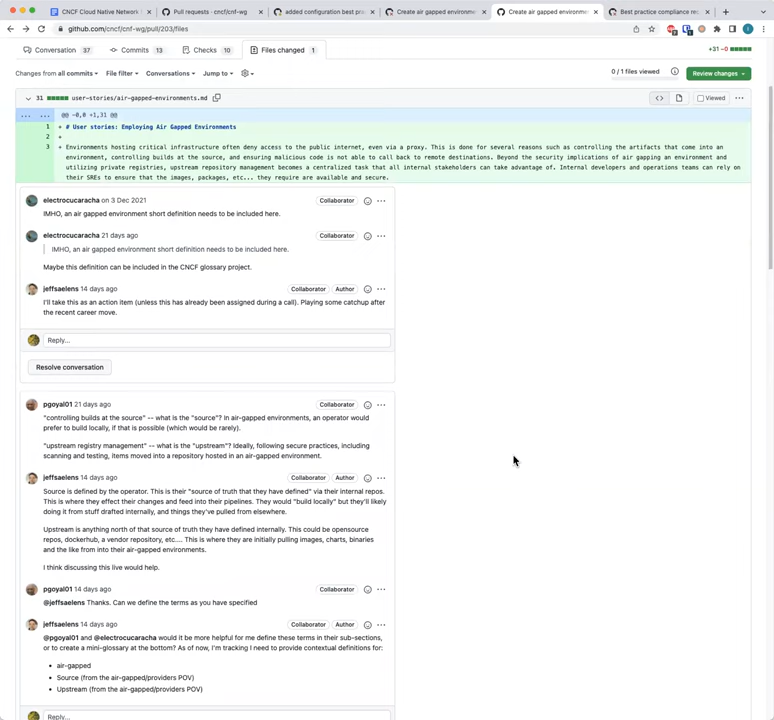 CNCF Cloud Native Network
Pull requests · cncf/cnf-wg
added configuration best pra
Create air gapped environme
Create air gapped environme
Best practice compliance req
github.com/cncf/cnf-wg/pull/203/files
Conversation 37
Commits 13
Checks 10
Files changed 1
+31 −0
Changes from all commits
File filter
Conversations
Jump to
0 / 1 files viewed
Review changes
31 user-stories/air-gapped-environments.md
Viewed
... ... @@ -0,0 +1,31 @@
1 + # User stories: Employing Air Gapped Environments
2 +
3 + Environments hosting critical infrastructure often deny access to the public internet, even via a proxy. This is done for several reasons such as controlling the artifacts that come into an
environment, controlling builds at the source, and ensuring malicious code is not able to call back to remote destinations. Beyond the security implications of air gapping an environment and
utilizing private registries, upstream repository management becomes a centralized task that all internal stakeholders can take advantage of. Internal developers and operations teams can rely on
their SREs to ensure that the images, packages, etc... they require are available and secure.
electrocucaracha on 3 Dec 2021
Collaborator
IMHO, an air gapped environment short definition needs to be included here.
electrocucaracha 21 days ago
Collaborator
IMHO, an air gapped environment short definition needs to be included here.
Maybe this definition can be included in the CNCF glossary project.
jeffsaelens 14 days ago
Collaborator Author
I'll take this as an action item (unless this has already been assigned during a call). Playing some catchup after
the recent career move.
Reply...
Resolve conversation
pgoyal01 21 days ago
Collaborator
"controlling builds at the source" -- what is the "source"? In air-gapped environments, an operator would
prefer to build locally, if that is possible (which would be rarely).
"upstream registry management" -- what is the "upstream"? Ideally, following secure practices, including
scanning and testing, items moved into a repository hosted in an air-gapped environment.
jeffsaelens 14 days ago
Collaborator Author
Source is defined by the operator. This is their "source of truth that they have defined" via their internal repos.
This is where they effect their changes and feed into their pipelines. They would "build locally" but they'll likely
doing it from stuff drafted internally, and things they've pulled from elsewhere.
Upstream is anything north of that source of truth they have defined internally. This could be opensource
repos, dockerhub, a vendor repository, etc.... This is where they are initially pulling images, charts, binaries
and the like from into their air-gapped environments.
I think discussing this live would help.
pgoyal01 14 days ago
Collaborator
@jeffsaelens Thanks. Can we define the terms as you have specified
jeffsaelens 14 days ago
Collaborator Author
@pgoyal01 and @electrocucaracha would it be more helpful for me define these terms in their sub-sections,
or to create a mini-glossary at the bottom? As of now, I'm tracking I need to provide contextual definitions for:
• air-gapped
• Source (from the air-gapped/providers POV)
• Upstream (from the air-gapped/providers POV)
Reply...